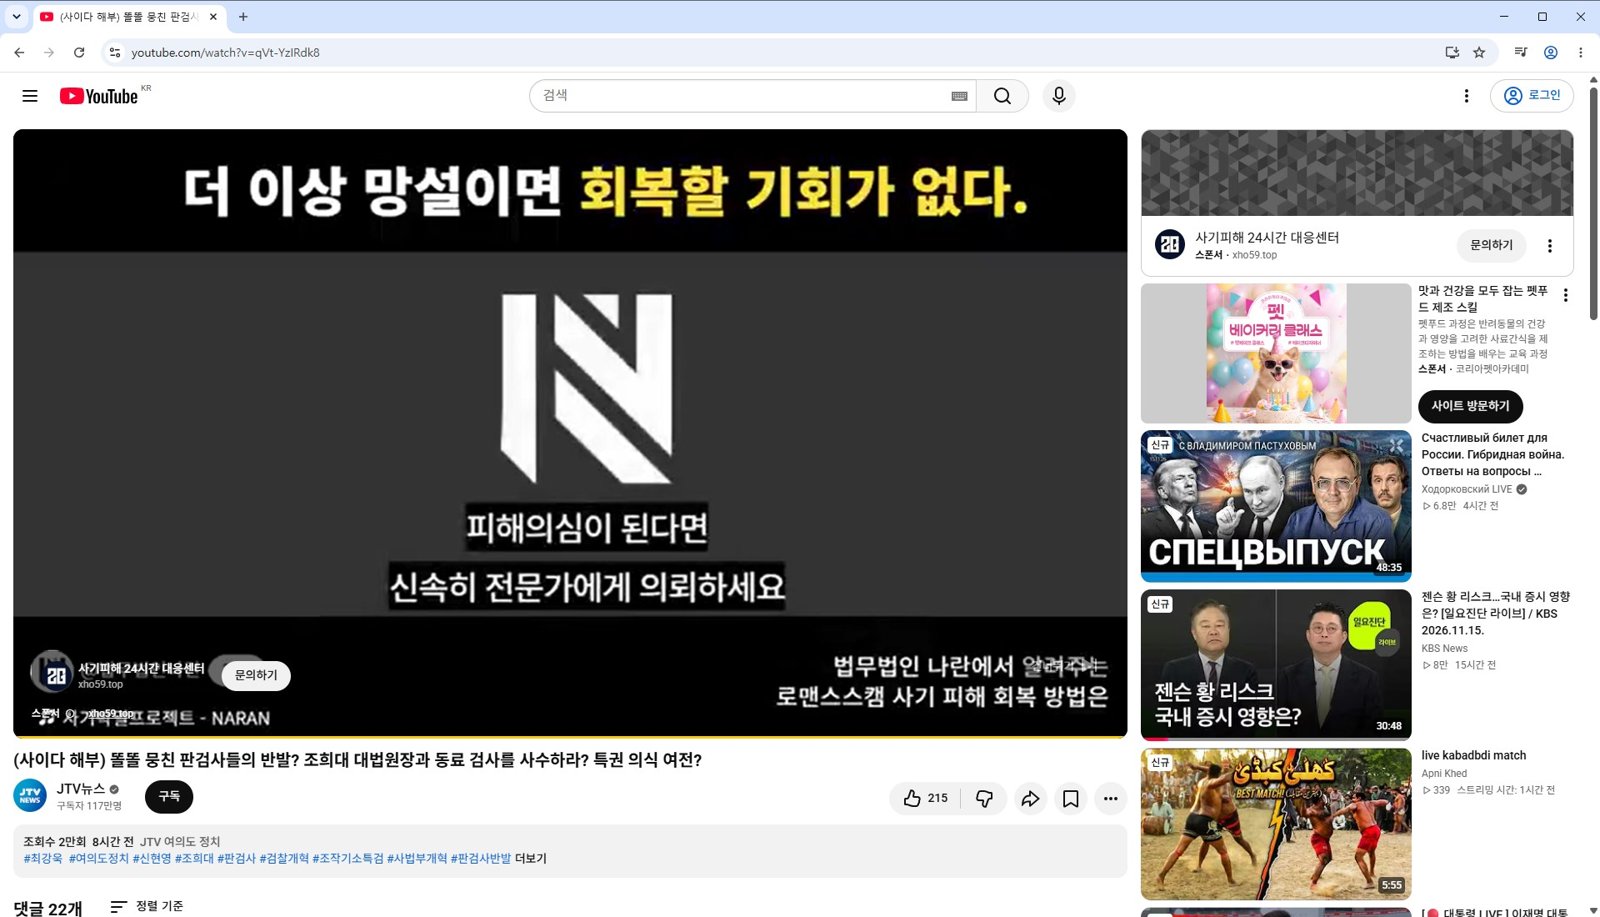 (사이다 해부) 똘똘 뭉친 판검사
youtube.com/watch?v=qVt-YzIRdk8
YouTube KR
검색
로그인
더 이상 망설이면 회복할 기회가 없다.
피해의심이 된다면
신속히 전문가에게 의뢰하세요
사기피해 24시간 대응센터
xho59.top
문의하기
법무법인 나란에서 알려주는
로맨스스캠 사기 피해 회복 방법은
스폰서
xho59.top
- NARAN
(사이다 해부) 똘똘 뭉친 판검사들의 반발? 조희대 대법원장과 동료 검사를 사수하라? 특권 의식 여전?
JTV NEWS
JTV뉴스
구독자 117만명
구독
215
조회수 2만회 8시간 전 JTV 여의도 정치
#최강욱 #여의도정치 #신현영 #조희대 #판검사 #검찰개혁 #조작기소특검 #사법부개혁 #판검사반발 더보기
댓글 22개
정렬 기준
사기피해 24시간 대응센터
스폰서 · xho59.top
문의하기
펫
베이커링 클래스
맛과 건강을 모두 잡는 펫푸
드 제조 스킬
펫푸드 과정은 반려동물의 건강
과 영양을 고려한 사료간식을 제
조하는 방법을 배우는 교육 과정
스폰서 · 코리아펫아카데미
사이트 방문하기
신규
С ВЛАДИМИРОМ ПАСТУХОВЫМ
СПЕЦВЫПУСК
48:35
Счастливый билет для
России. Гибридная война.
Ответы на вопросы ...
Ходорковский LIVE
6.8만 4시간 전
신규
일요진단
라이브
젠슨 황 리스크
국내 증시 영향은?
30:48
젠슨 황 리스크...국내 증시 영향
은? [일요진단 라이브] / KBS
2026.11.15.
KBS News
8만 15시간 전
신규
BEST MATCH!
5:55
live kabadbdi match
Apni Khed
339 스트리밍 시간: 1시간 전
[🔴 대통령 LIVE] 이재명 대통